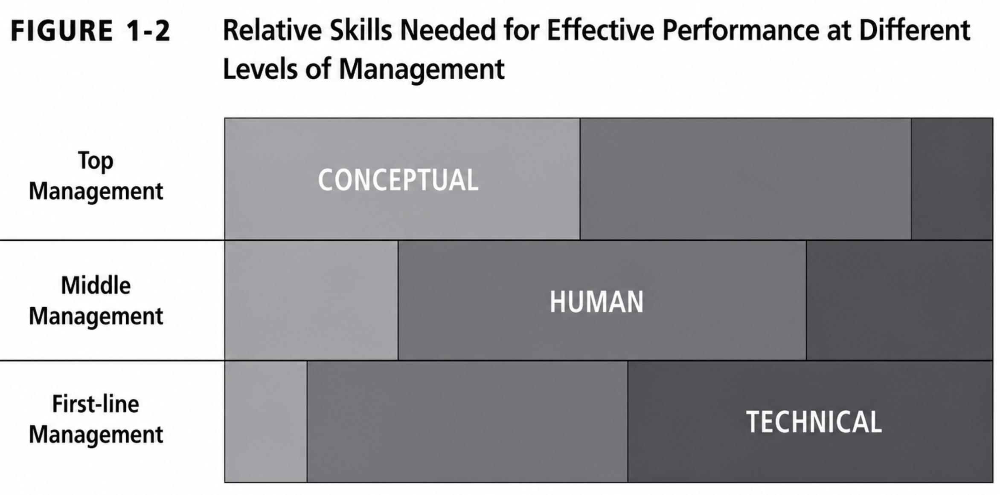 FIGURE 1-2 Relative Skills Needed for Effective Performance at Different
Levels of Management
Top
Management
CONCEPTUAL
Middle
Management
HUMAN
First-line
Management
TECHNICAL